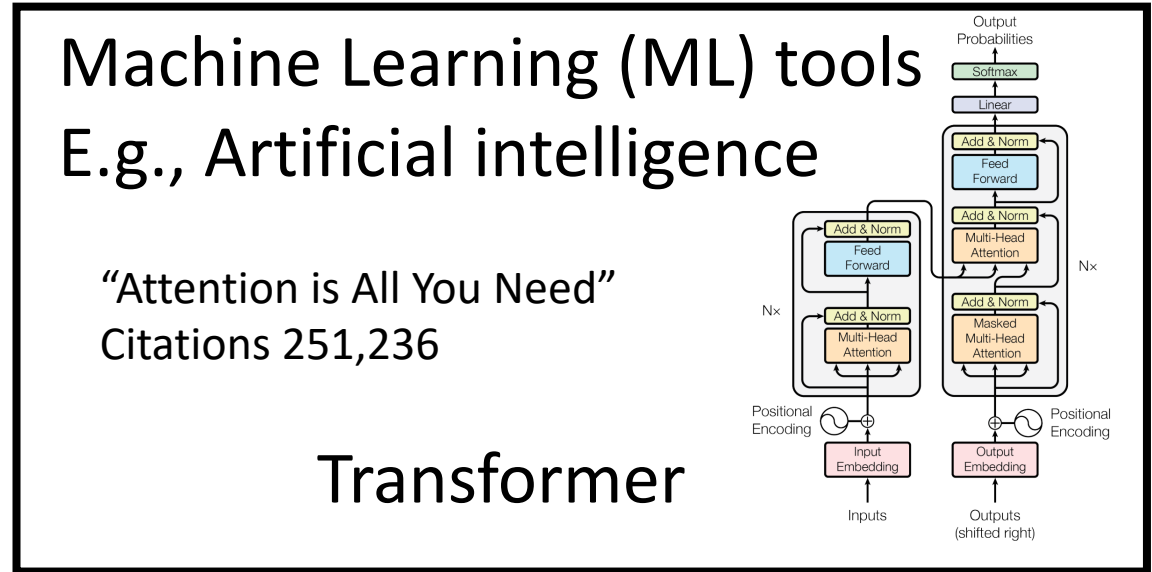 Machine Learning (ML) tools
E.g., Artificial intelligence
“Attention is All You Need”
Citations 251,236
Transformer
Output
Probabilities
Softmax
Linear
Add & Norm
Feed
Forward
Add & Norm
Multi-Head
Attention
Nx
Add & Norm
Masked
Multi-Head
Attention
Add & Norm
Feed
Forward
Nx
Add & Norm
Multi-Head
Attention
Positional
Encoding
Positional
Encoding
Input
Embedding
Output
Embedding
Inputs
Outputs
(shifted right)